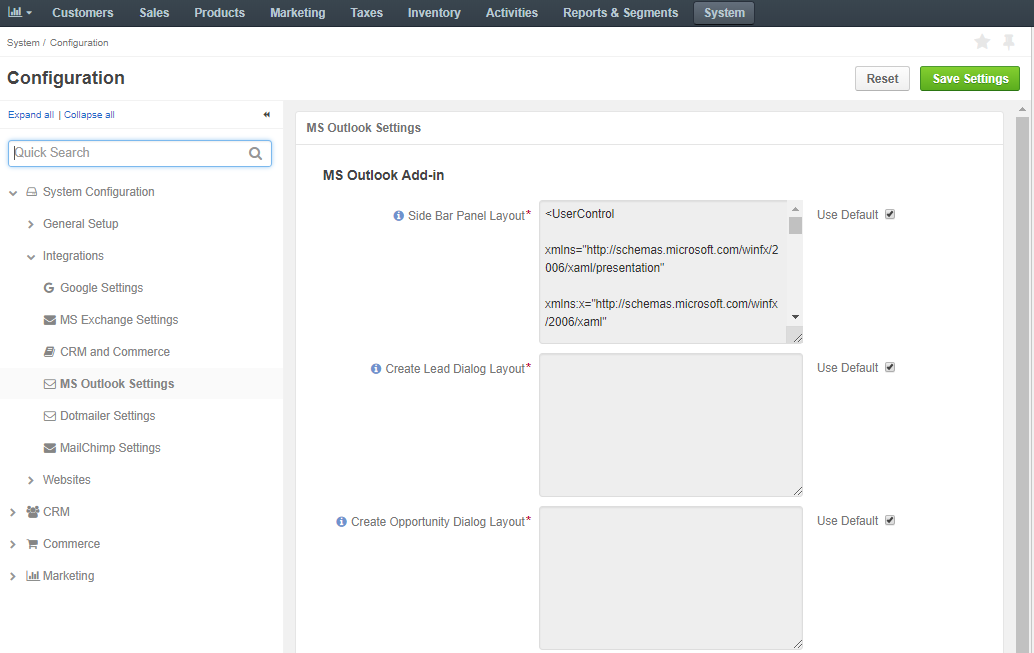 Customers Sales Products Marketing Taxes Inventory Activities Reports & Segments System
System / Configuration
Configuration
Reset Save Settings
Expand all | Collapse all
Quick Search
System Configuration
General Setup
Integrations
Google Settings
MS Exchange Settings
CRM and Commerce
MS Outlook Settings
Dotmailer Settings
MailChimp Settings
Websites
CRM
Commerce
Marketing
MS Outlook Settings
MS Outlook Add-in
Side Bar Panel Layout*
<UserControl
xmlns="http://schemas.microsoft.com/winfx/2
006/xaml/presentation"
xmlns:x="http://schemas.microsoft.com/winfx
/2006/xaml"
Use Default
Create Lead Dialog Layout*
Use Default
Create Opportunity Dialog Layout*
Use Default